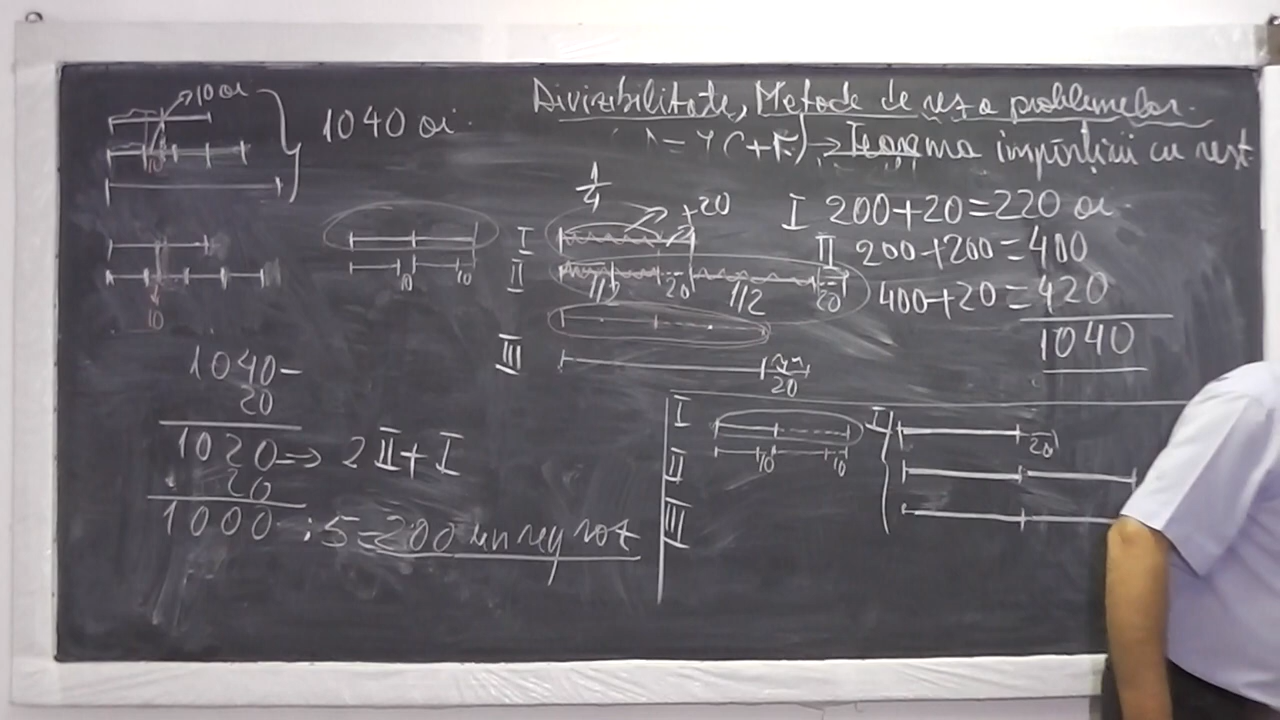 Divizibilitate, Metode de rez a problemelor.
→ Teorema împărțirii cu rest
→10 oi
1040 oi.
10
10
10 10
1040-
20
1020 => 2 II + I
20
1000 : 5 = 200 un reg rot
1/4
+20
I
II 1/2 20 1/2 20
III
20
I 200+20=220 oi.
II 200+200=400
400+20=420
1040
I
II 10 10
III
I 20